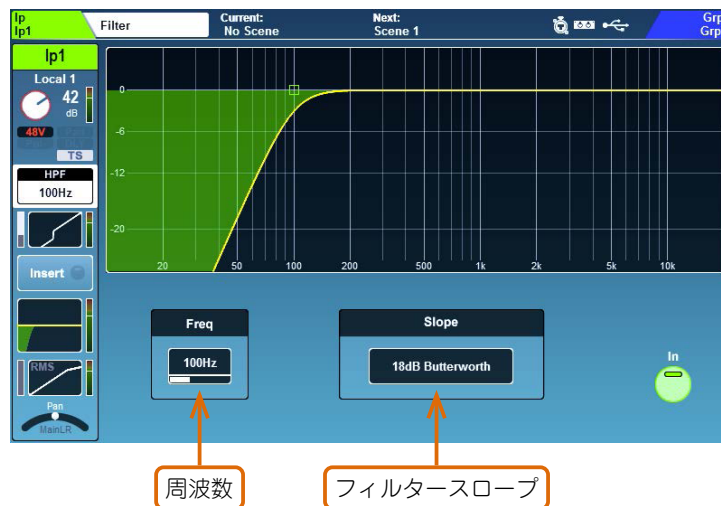 Ip
Ip1
Filter
Current:
No Scene
Next:
Scene 1
Grp
Grp
Ip1
Local 1
42
dB
48V
TS
HPF
100Hz
Insert
RMS
Pan
MainLR
0
-6
-12
-20
20
50
100
200
500
1k
2k
5k
10k
Freq
100Hz
Slope
18dB Butterworth
In
周波数
フィルタースロープ